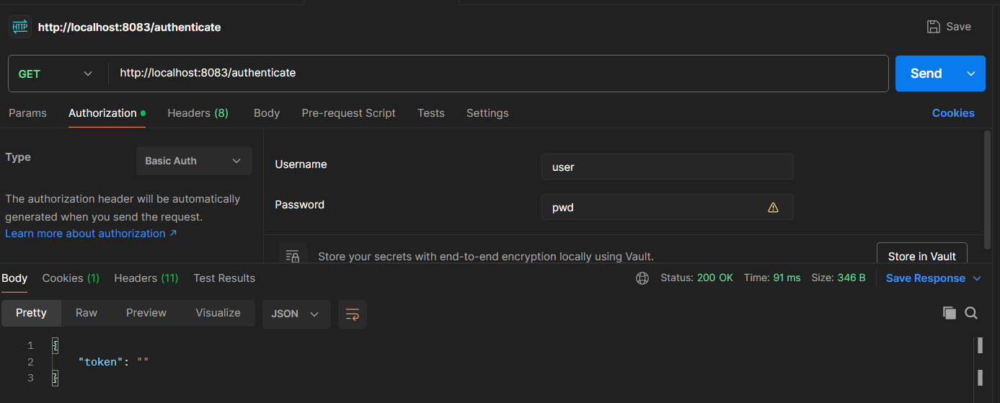 HTTP http://localhost:8083/authenticate Save
GET http://localhost:8083/authenticate Send
Params Authorization Headers (8) Body Pre-request Script Tests Settings Cookies
Type Basic Auth
The authorization header will be automatically
generated when you send the request.
Learn more about authorization ↗
Username user
Password pwd
Store your secrets with end-to-end encryption locally using Vault. Store in Vault
Body Cookies (1) Headers (11) Test Results Status: 200 OK Time: 91 ms Size: 346 B Save Response
Pretty Raw Preview Visualize JSON
1 {
2 "token": ""
3 }